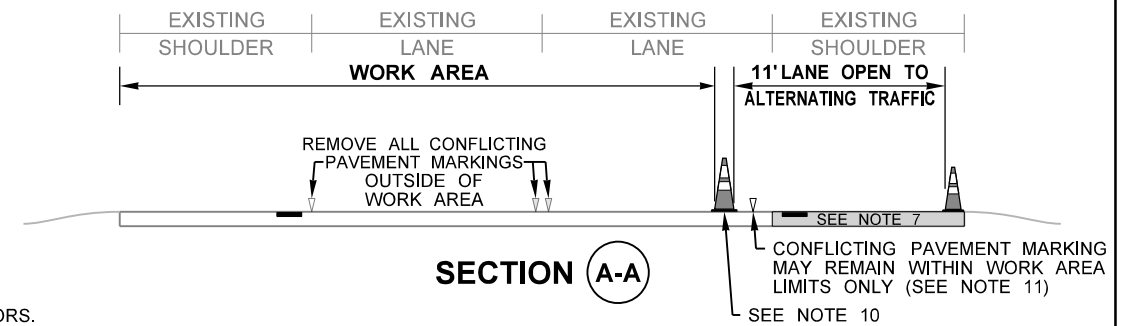 EXISTING EXISTING EXISTING EXISTING
SHOULDER LANE LANE SHOULDER
WORK AREA
11' LANE OPEN TO
ALTERNATING TRAFFIC
REMOVE ALL CONFLICTING
PAVEMENT MARKINGS
OUTSIDE OF
WORK AREA
SEE NOTE 7
SECTION A-A
CONFLICTING PAVEMENT MARKING
MAY REMAIN WITHIN WORK AREA
LIMITS ONLY (SEE NOTE 11)
SEE NOTE 10
ORS.